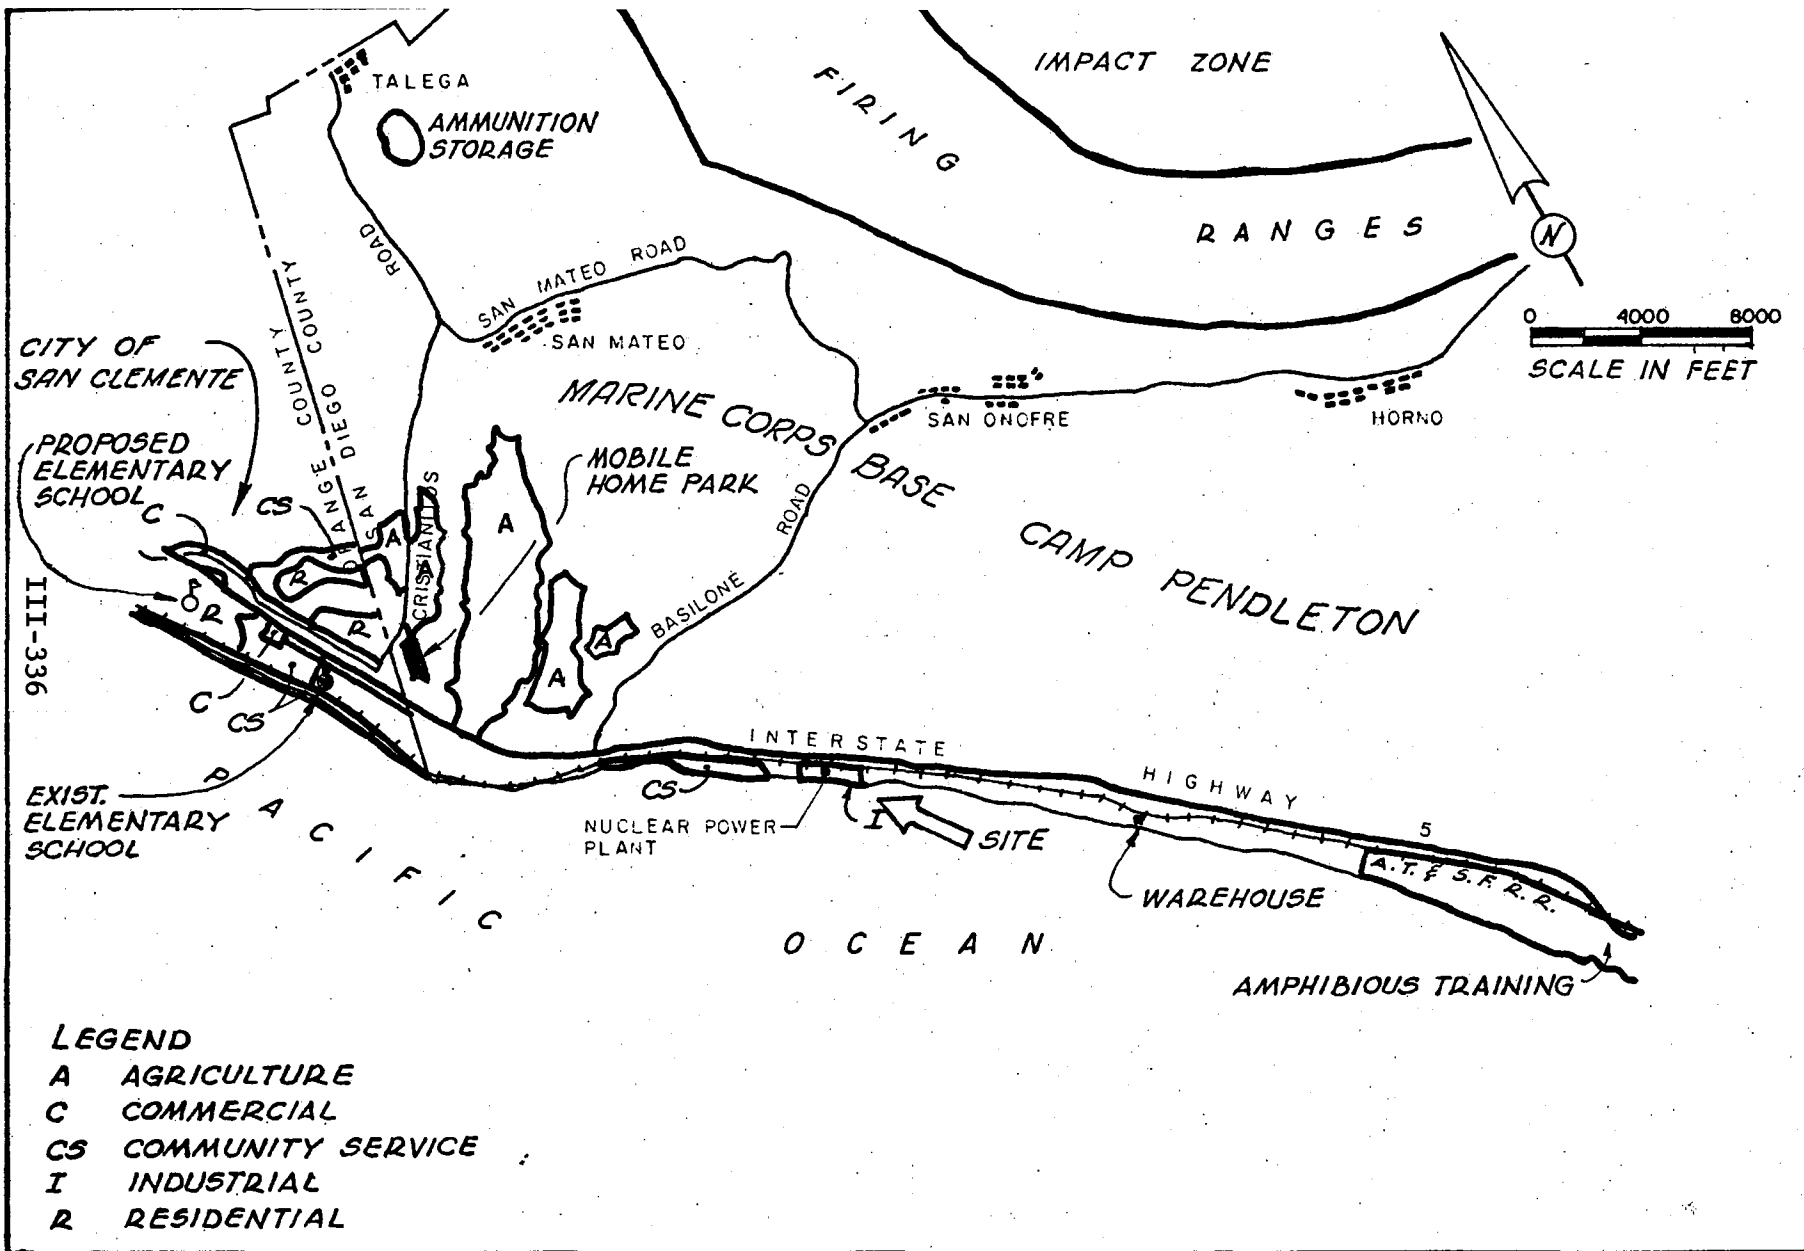 IMPACT ZONE
FIRING
RANGES
TALEGA
AMMUNITION
STORAGE
N
0 4000 8000
SCALE IN FEET
ROAD
SAN MATEO ROAD
SAN MATEO
ORANGE COUNTY
SAN DIEGO COUNTY
CITY OF
SAN CLEMENTE
MARINE CORPS BASE
CAMP PENDLETON
SAN ONOFRE
HORNO
PROPOSED
ELEMENTARY
SCHOOL
C
CS
MOBILE
HOME PARK
CRISTIANITOS
A
A
A
A
A
R
R
R
BASILONE ROAD
III-336
C
CS
EXIST.
ELEMENTARY
SCHOOL
INTERSTATE
HIGHWAY
5
CS
NUCLEAR POWER
PLANT
I
SITE
WAREHOUSE
A.T. & S.F. R.R.
AMPHIBIOUS TRAINING
PACIFIC
OCEAN
LEGEND
A AGRICULTURE
C COMMERCIAL
CS COMMUNITY SERVICE
I INDUSTRIAL
R RESIDENTIAL